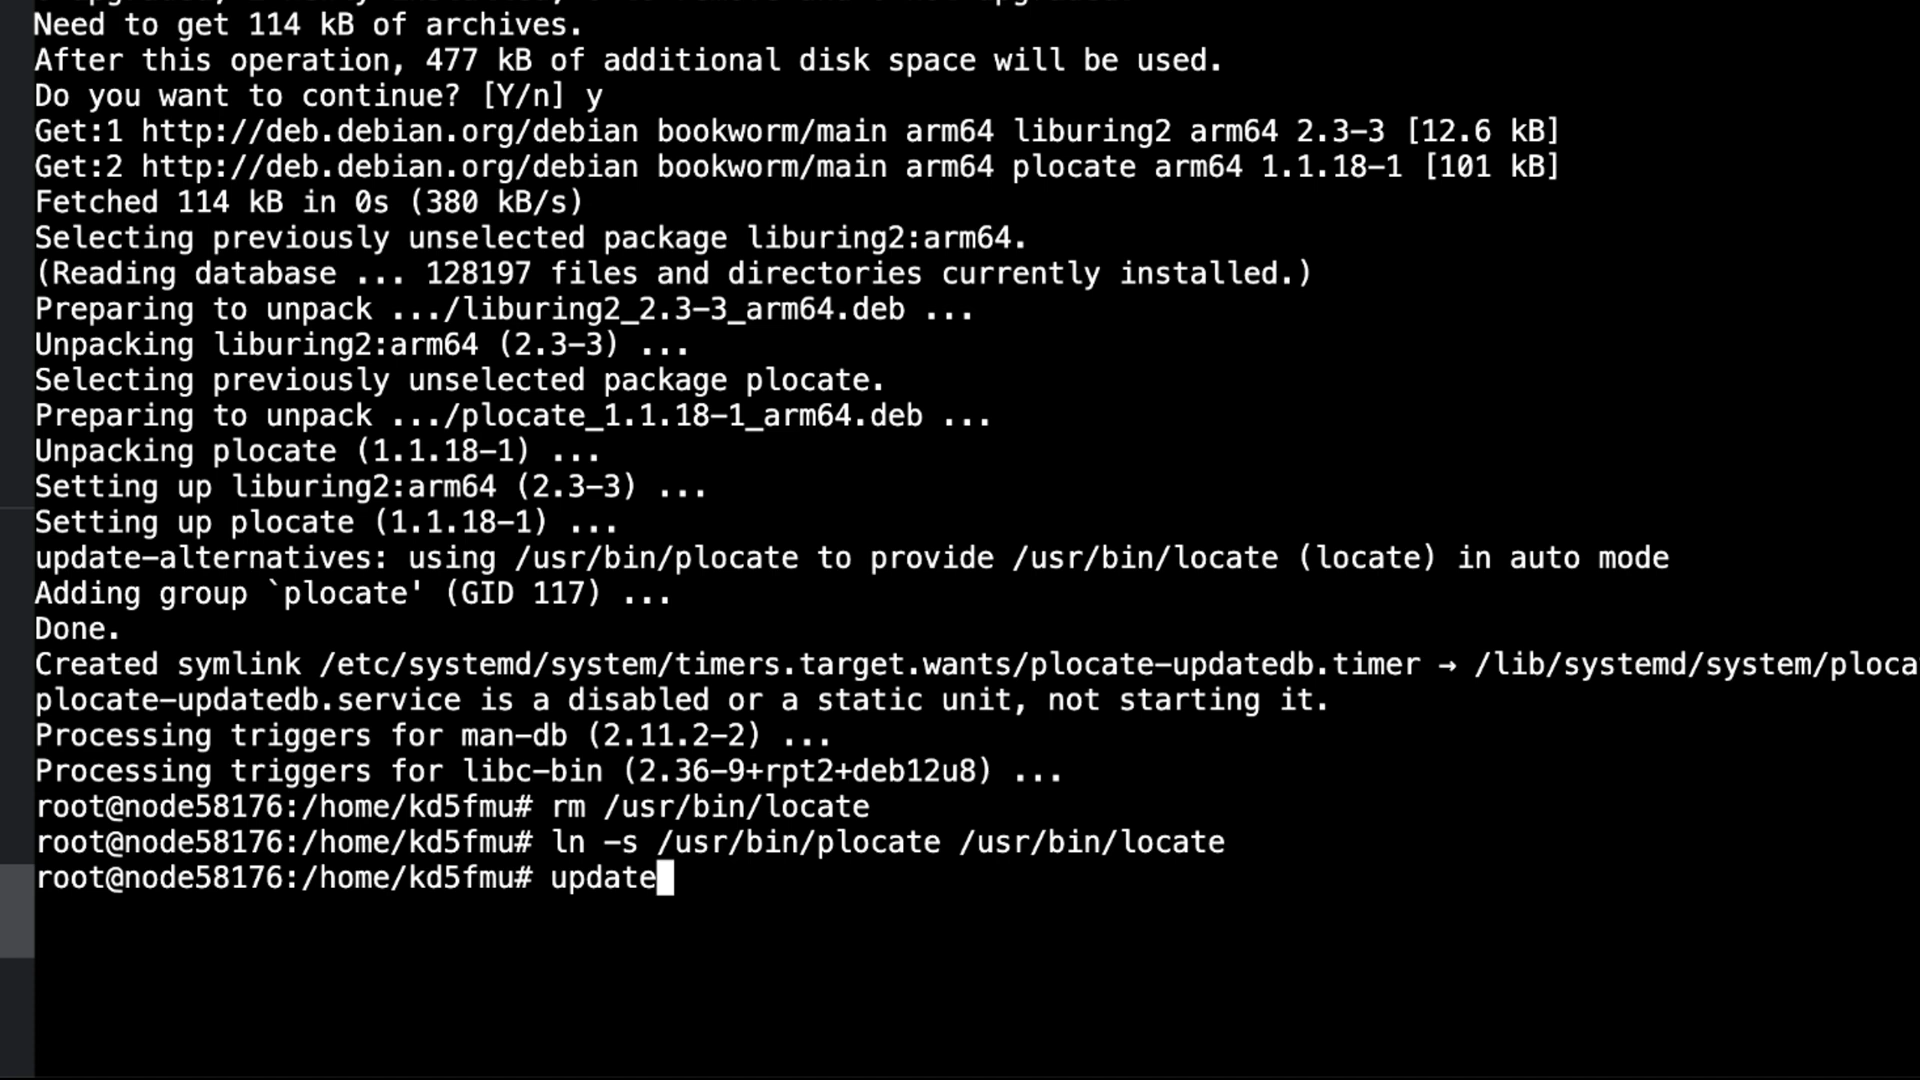 Need to get 114 kB of archives.
After this operation, 477 kB of additional disk space will be used.
Do you want to continue? [Y/n] y
Get:1 http://deb.debian.org/debian bookworm/main arm64 liburing2 arm64 2.3-3 [12.6 kB]
Get:2 http://deb.debian.org/debian bookworm/main arm64 plocate arm64 1.1.18-1 [101 kB]
Fetched 114 kB in 0s (380 kB/s)
Selecting previously unselected package liburing2:arm64.
(Reading database ... 128197 files and directories currently installed.)
Preparing to unpack .../liburing2_2.3-3_arm64.deb ...
Unpacking liburing2:arm64 (2.3-3) ...
Selecting previously unselected package plocate.
Preparing to unpack .../plocate_1.1.18-1_arm64.deb ...
Unpacking plocate (1.1.18-1) ...
Setting up liburing2:arm64 (2.3-3) ...
Setting up plocate (1.1.18-1) ...
update-alternatives: using /usr/bin/plocate to provide /usr/bin/locate (locate) in auto mode
Adding group `plocate' (GID 117) ...
Done.
Created symlink /etc/systemd/system/timers.target.wants/plocate-updatedb.timer → /lib/systemd/system/ploca
plocate-updatedb.service is a disabled or a static unit, not starting it.
Processing triggers for man-db (2.11.2-2) ...
Processing triggers for libc-bin (2.36-9+rpt2+deb12u8) ...
root@node58176:/home/kd5fmu# rm /usr/bin/locate
root@node58176:/home/kd5fmu# ln -s /usr/bin/plocate /usr/bin/locate
root@node58176:/home/kd5fmu# update